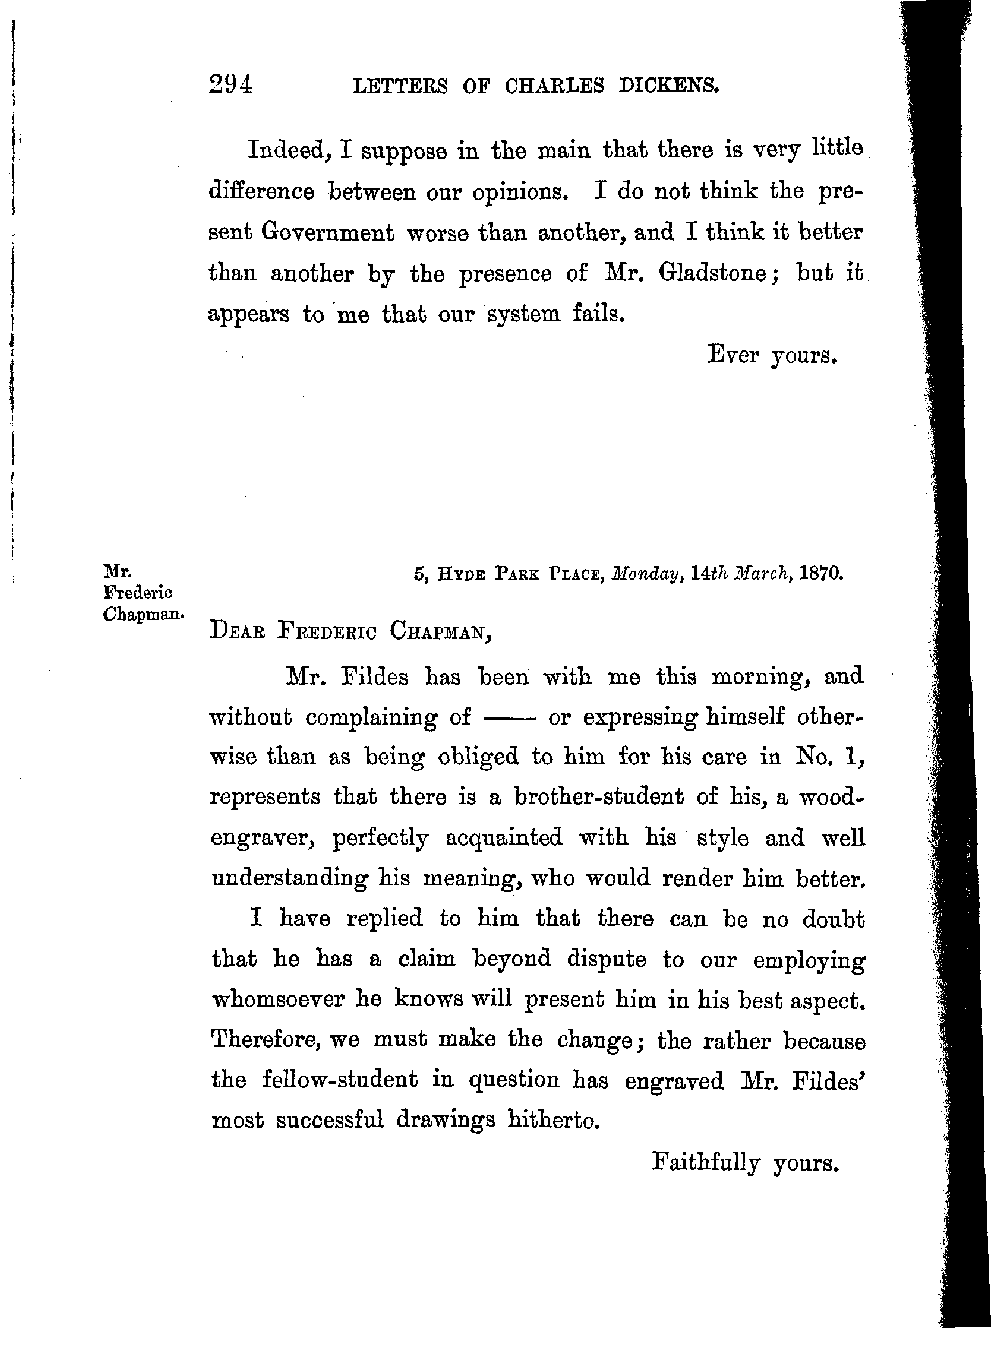 294 LETTERS OF CHARLES DICKENS.
Indeed, I suppose in the main that there is very little
difference between our opinions. I do not think the pre-
sent Government worse than another, and I think it better
than another by the presence of Mr. Gladstone; but it
appears to me that our system fails.
Ever yours.
Mr.
Frederic
Chapman.
5, HYDE PARK PLACE, Monday, 14th March, 1870.
DEAR FREDERIC CHAPMAN,
Mr. Fildes has been with me this morning, and
without complaining of —— or expressing himself other-
wise than as being obliged to him for his care in No. 1,
represents that there is a brother-student of his, a wood-
engraver, perfectly acquainted with his style and well
understanding his meaning, who would render him better.
I have replied to him that there can be no doubt
that he has a claim beyond dispute to our employing
whomsoever he knows will present him in his best aspect.
Therefore, we must make the change; the rather because
the fellow-student in question has engraved Mr. Fildes'
most successful drawings hitherto.
Faithfully yours.